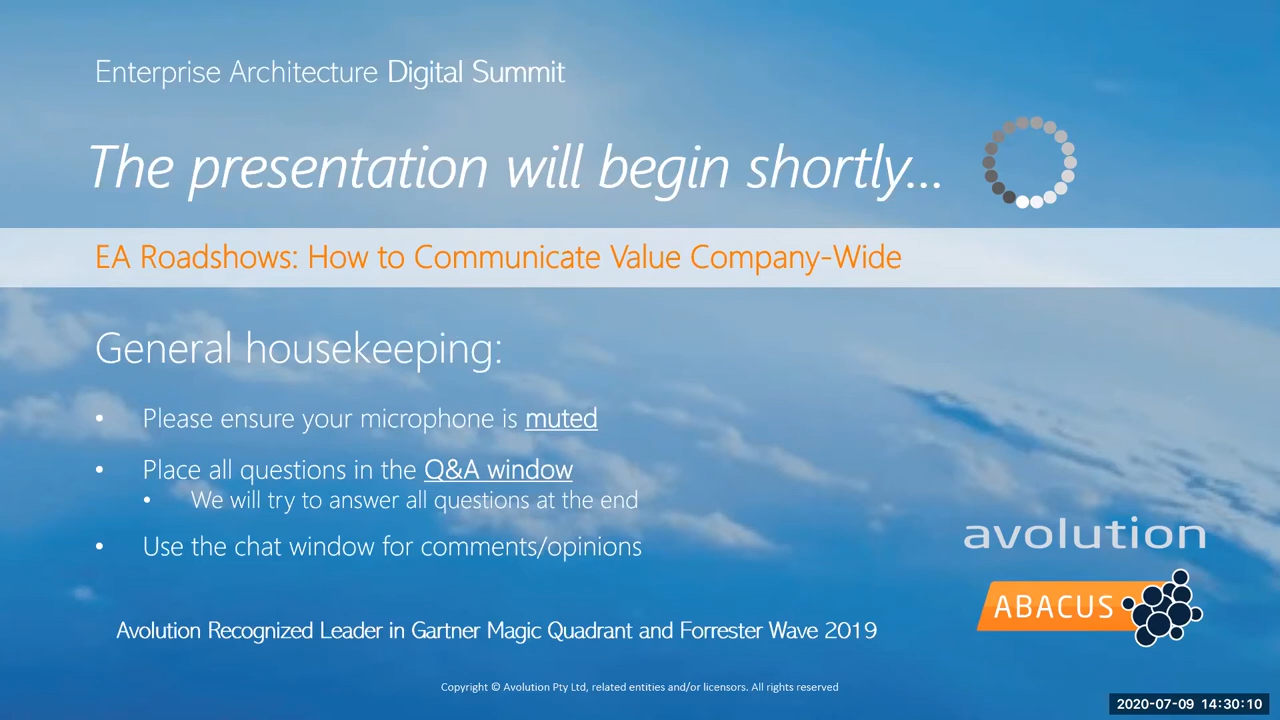 Enterprise Architecture Digital Summit
The presentation will begin shortly...
EA Roadshows: How to Communicate Value Company-Wide
General housekeeping:
• Please ensure your microphone is muted
• Place all questions in the Q&A window
• We will try to answer all questions at the end
• Use the chat window for comments/opinions
avolution
ABACUS
Avolution Recognized Leader in Gartner Magic Quadrant and Forrester Wave 2019
Copyright © Avolution Pty Ltd, related entities and/or licensors. All rights reserved
2020-07-09 14:30:10